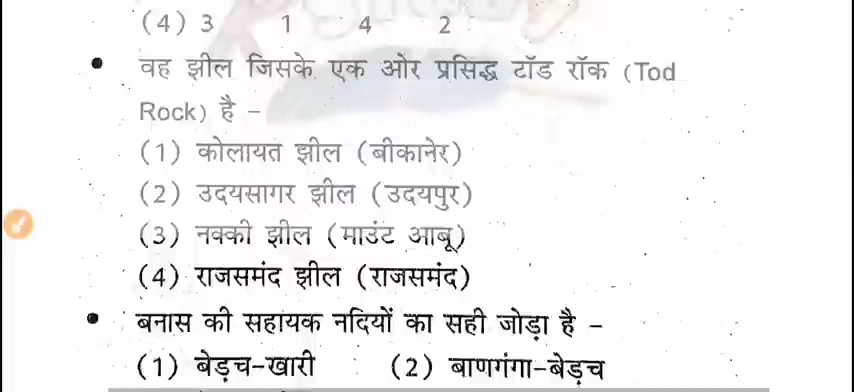 (4) 3 1 4 2
• वह झील जिसके एक ओर प्रसिद्ध टॉड रॉक (Tod
Rock) है –
(1) कोलायत झील (बीकानेर)
(2) उदयसागर झील (उदयपुर)
(3) नक्की झील (माउंट आबू)
(4) राजसमंद झील (राजसमंद)
• बनास की सहायक नदियों का सही जोड़ा है –
(1) बेड़च–खारी (2) बाणगंगा–बेड़च